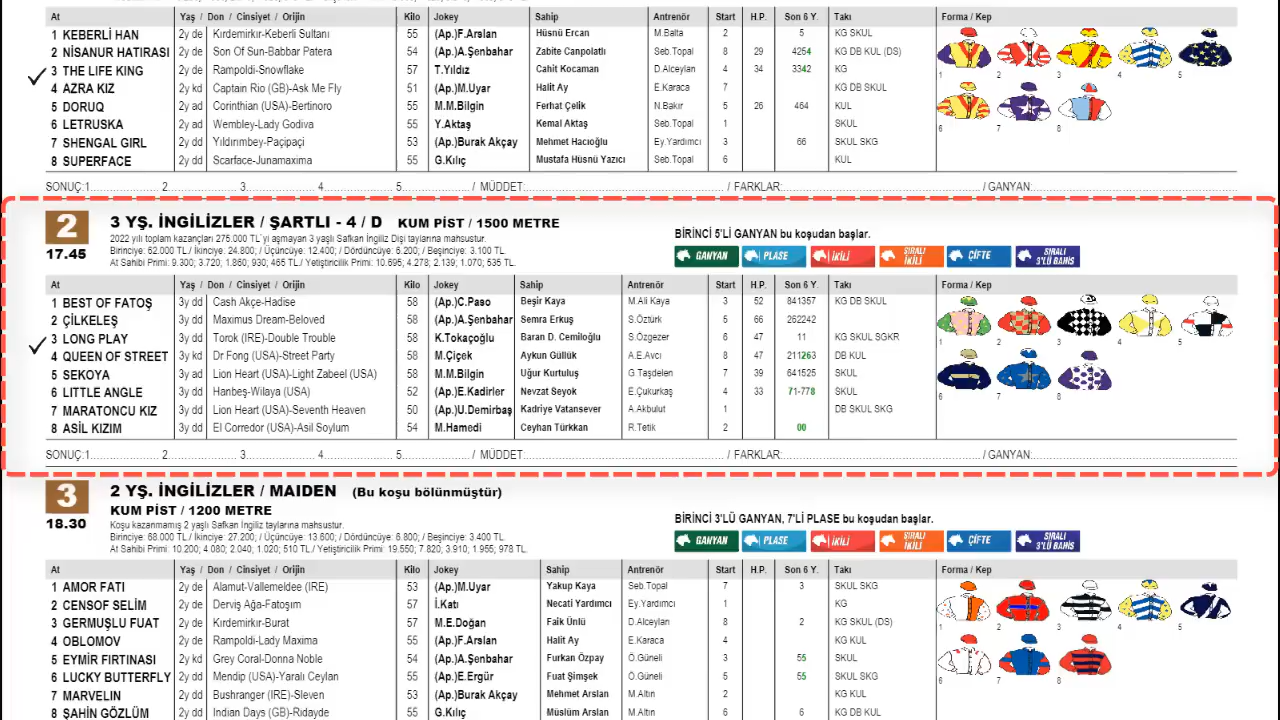 At Yaş / Don / Cinsiyet / Orijin Kilo Jokey Sahip Antrenör Start H.P. Son 6 Y. Takı Forma / Kep
1 KEBERLİ HAN 2y de Kırdemirkır-Keberli Sultanı 55 (Ap.)F.Arslan Hüsnü Ercan M.Balta 2 5 KG SKUL
2 NİSANUR HATIRASI 2y de Son Of Sun-Babbar Patera 54 (Ap.)A.Şenbahar Zabite Canpolatlı Seb.Topal 8 29 4254 KG DB KUL (DS)
3 THE LIFE KING 2y de Rampoldi-Snowflake 57 T.Yıldız Cahit Kocaman D.Alceylan 4 34 3342 KG
4 AZRA KIZ 2y kd Captain Rio (GB)-Ask Me Fly 51 (Ap.)M.Uyar Halit Ay E.Karaca 7 KG DB SKUL
5 DORUQ 2y ad Corinthian (USA)-Bertinoro 55 M.M.Bilgin Ferhat Çelik N.Bakır 5 26 464 KUL
6 LETRUSKA 2y ad Wembley-Lady Godiva 55 Y.Aktaş Kemal Aktaş Seb.Topal 1 SKUL
7 SHENGAL GIRL 2y dd Yıldırımbey-Paçipaçi 53 (Ap.)Burak Akçay Mehmet Hacıoğlu Ey.Yardımcı 3 66 SKUL SKG
8 SUPERFACE 2y dd Scarface-Junamaxima 55 G.Kılıç Mustafa Hüsnü Yazıcı Seb.Topal 6 KUL
1 2 3 4 5
6 7 8
SONUÇ:1 2 3 4 5 / MÜDDET: / FARKLAR: / GANYAN:
2 3 YŞ. İNGİLİZLER / ŞARTLI - 4 / D KUM PİST / 1500 METRE
17.45
2022 yılı toplam kazançları 275.000 TL'yi aşmayan 3 yaşlı Safkan İngiliz Dişi taylarına mahsustur.
Birinciye: 62.000 TL / İkinciye: 24.800; / Üçüncüye: 12.400; / Dördüncüye: 6.200; / Beşinciye: 3.100 TL.
At Sahibi Primi: 9.300; 3.720; 1.860; 930; 465 TL./ Yetiştiricilik Primi: 10.695; 4.278; 2.139; 1.070; 535 TL.
BİRİNCİ 5'Lİ GANYAN bu koşudan başlar.
GANYAN PLASE İKİLİ SIRALI İKİLİ ÇİFTE SIRALI 3'LÜ BAHİS
At Yaş / Don / Cinsiyet / Orijin Kilo Jokey Sahip Antrenör Start H.P. Son 6 Y. Takı Forma / Kep
1 BEST OF FATOŞ 3y dd Cash Akçe-Hadise 58 (Ap.)C.Paso Beşir Kaya M.Ali Kaya 3 52 841357 KG DB SKUL
2 ÇİLKELEŞ 3y dd Maximus Dream-Beloved 58 (Ap.)A.Şenbahar Semra Erkuş S.Öztürk 5 66 262242
3 LONG PLAY 3y dd Torok (IRE)-Double Trouble 58 K.Tokaçoğlu Baran D. Cemiloğlu S.Özgezer 6 47 11 KG SKUL SGKR
4 QUEEN OF STREET 3y kd Dr Fong (USA)-Street Party 58 M.Çiçek Aykun Güllük A.E.Avcı 8 47 211263 DB KUL
5 SEKOYA 3y ad Lion Heart (USA)-Light Zabeel (USA) 58 M.M.Bilgin Uğur Kurtuluş G.Taşdelen 7 39 641525 SKUL
6 LITTLE ANGLE 3y dd Hanbeş-Wilaya (USA) 52 (Ap.)E.Kadirler Nevzat Seyok E.Çukurkaş 4 33 71-778 SKUL
7 MARATONCU KIZ 3y dd Lion Heart (USA)-Seventh Heaven 50 (Ap.)U.Demirbaş Kadriye Vatansever A.Akbulut 1 DB SKUL SKG
8 ASİL KIZIM 3y dd El Corredor (USA)-Asil Soylum 54 M.Hamedi Ceyhan Türkkan R.Tetik 2 00
1 2 3 4 5
6 7 8
SONUÇ:1 2 3 4 5 / MÜDDET: / FARKLAR: / GANYAN:
3 2 YŞ. İNGİLİZLER / MAIDEN (Bu koşu bölünmüştür)
18.30 KUM PİST / 1200 METRE
Koşu kazanmamış 2 yaşlı Safkan İngiliz taylarına mahsustur.
Birinciye: 68.000 TL / İkinciye: 27.200; / Üçüncüye: 13.600; / Dördüncüye: 6.800; / Beşinciye: 3.400 TL.
At Sahibi Primi: 10.200; 4.080; 2.040; 1.020; 510 TL./ Yetiştiricilik Primi: 19.550; 7.820; 3.910; 1.955; 978 TL.
BİRİNCİ 3'LÜ GANYAN, 7'Lİ PLASE bu koşudan başlar.
GANYAN PLASE İKİLİ SIRALI İKİLİ ÇİFTE SIRALI 3'LÜ BAHİS
At Yaş / Don / Cinsiyet / Orijin Kilo Jokey Sahip Antrenör Start H.P. Son 6 Y. Takı Forma / Kep
1 AMOR FATI 2y de Alamut-Vallemeldee (IRE) 53 (Ap.)M.Uyar Yakup Kaya Seb.Topal 7 3 SKUL SKG
2 CENSOF SELİM 2y de Derviş Ağa-Fatoşım 57 İ.Katı Necati Yardımcı Ey.Yardımcı 1 KG
3 GERMUŞLU FUAT 2y de Kırdemirkır-Burat 57 M.E.Doğan Faik Ünlü D.Alceylan 8 2 KG SKUL (DS)
4 OBLOMOV 2y de Rampoldi-Lady Maxima 55 (Ap.)F.Arslan Halit Ay E.Karaca 4 KG KUL
5 EYMİR FIRTINASI 2y kd Grey Coral-Donna Noble 54 (Ap.)A.Şenbahar Furkan Özpay Ö.Güneli 3 55 SKUL
6 LUCKY BUTTERFLY 2y dd Mendip (USA)-Yaralı Ceylan 55 (Ap.)E.Ergür Fuat Şimşek Ö.Güneli 5 55 SKUL SKG
7 MARVELIN 2y dd Bushranger (IRE)-Sleven 53 (Ap.)Burak Akçay Mehmet Arslan M.Altın 2 KG KUL
8 ŞAHİN GÖZLÜM 2y dd Indian Days (GB)-Ridayde 55 G.Kılıç Müslüm Arslan M.Altın 6 6 KG DB KUL
1 2 3 4 5
6 7 8